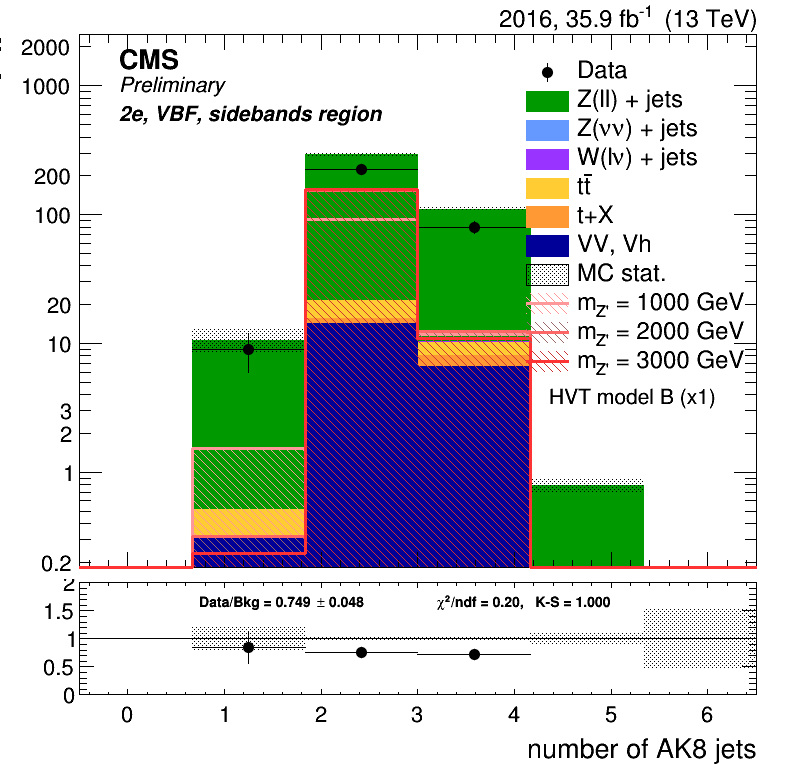 2016, 35.9 fb⁻¹ (13 TeV)
CMS
Preliminary
2e, VBF, sidebands region
Data
Z(ll) + jets
Z(νν) + jets
W(lν) + jets
tt̄
t+X
VV, Vh
MC stat.
m_Z' = 1000 GeV
m_Z' = 2000 GeV
m_Z' = 3000 GeV
HVT model B (x1)
2000
1000
200
100
20
10
3
2
1
0.2
Data/Bkg = 0.749 ± 0.048
χ²/ndf = 0.20, K-S = 1.000
2
1.5
1
0.5
0
0 1 2 3 4 5 6
number of AK8 jets